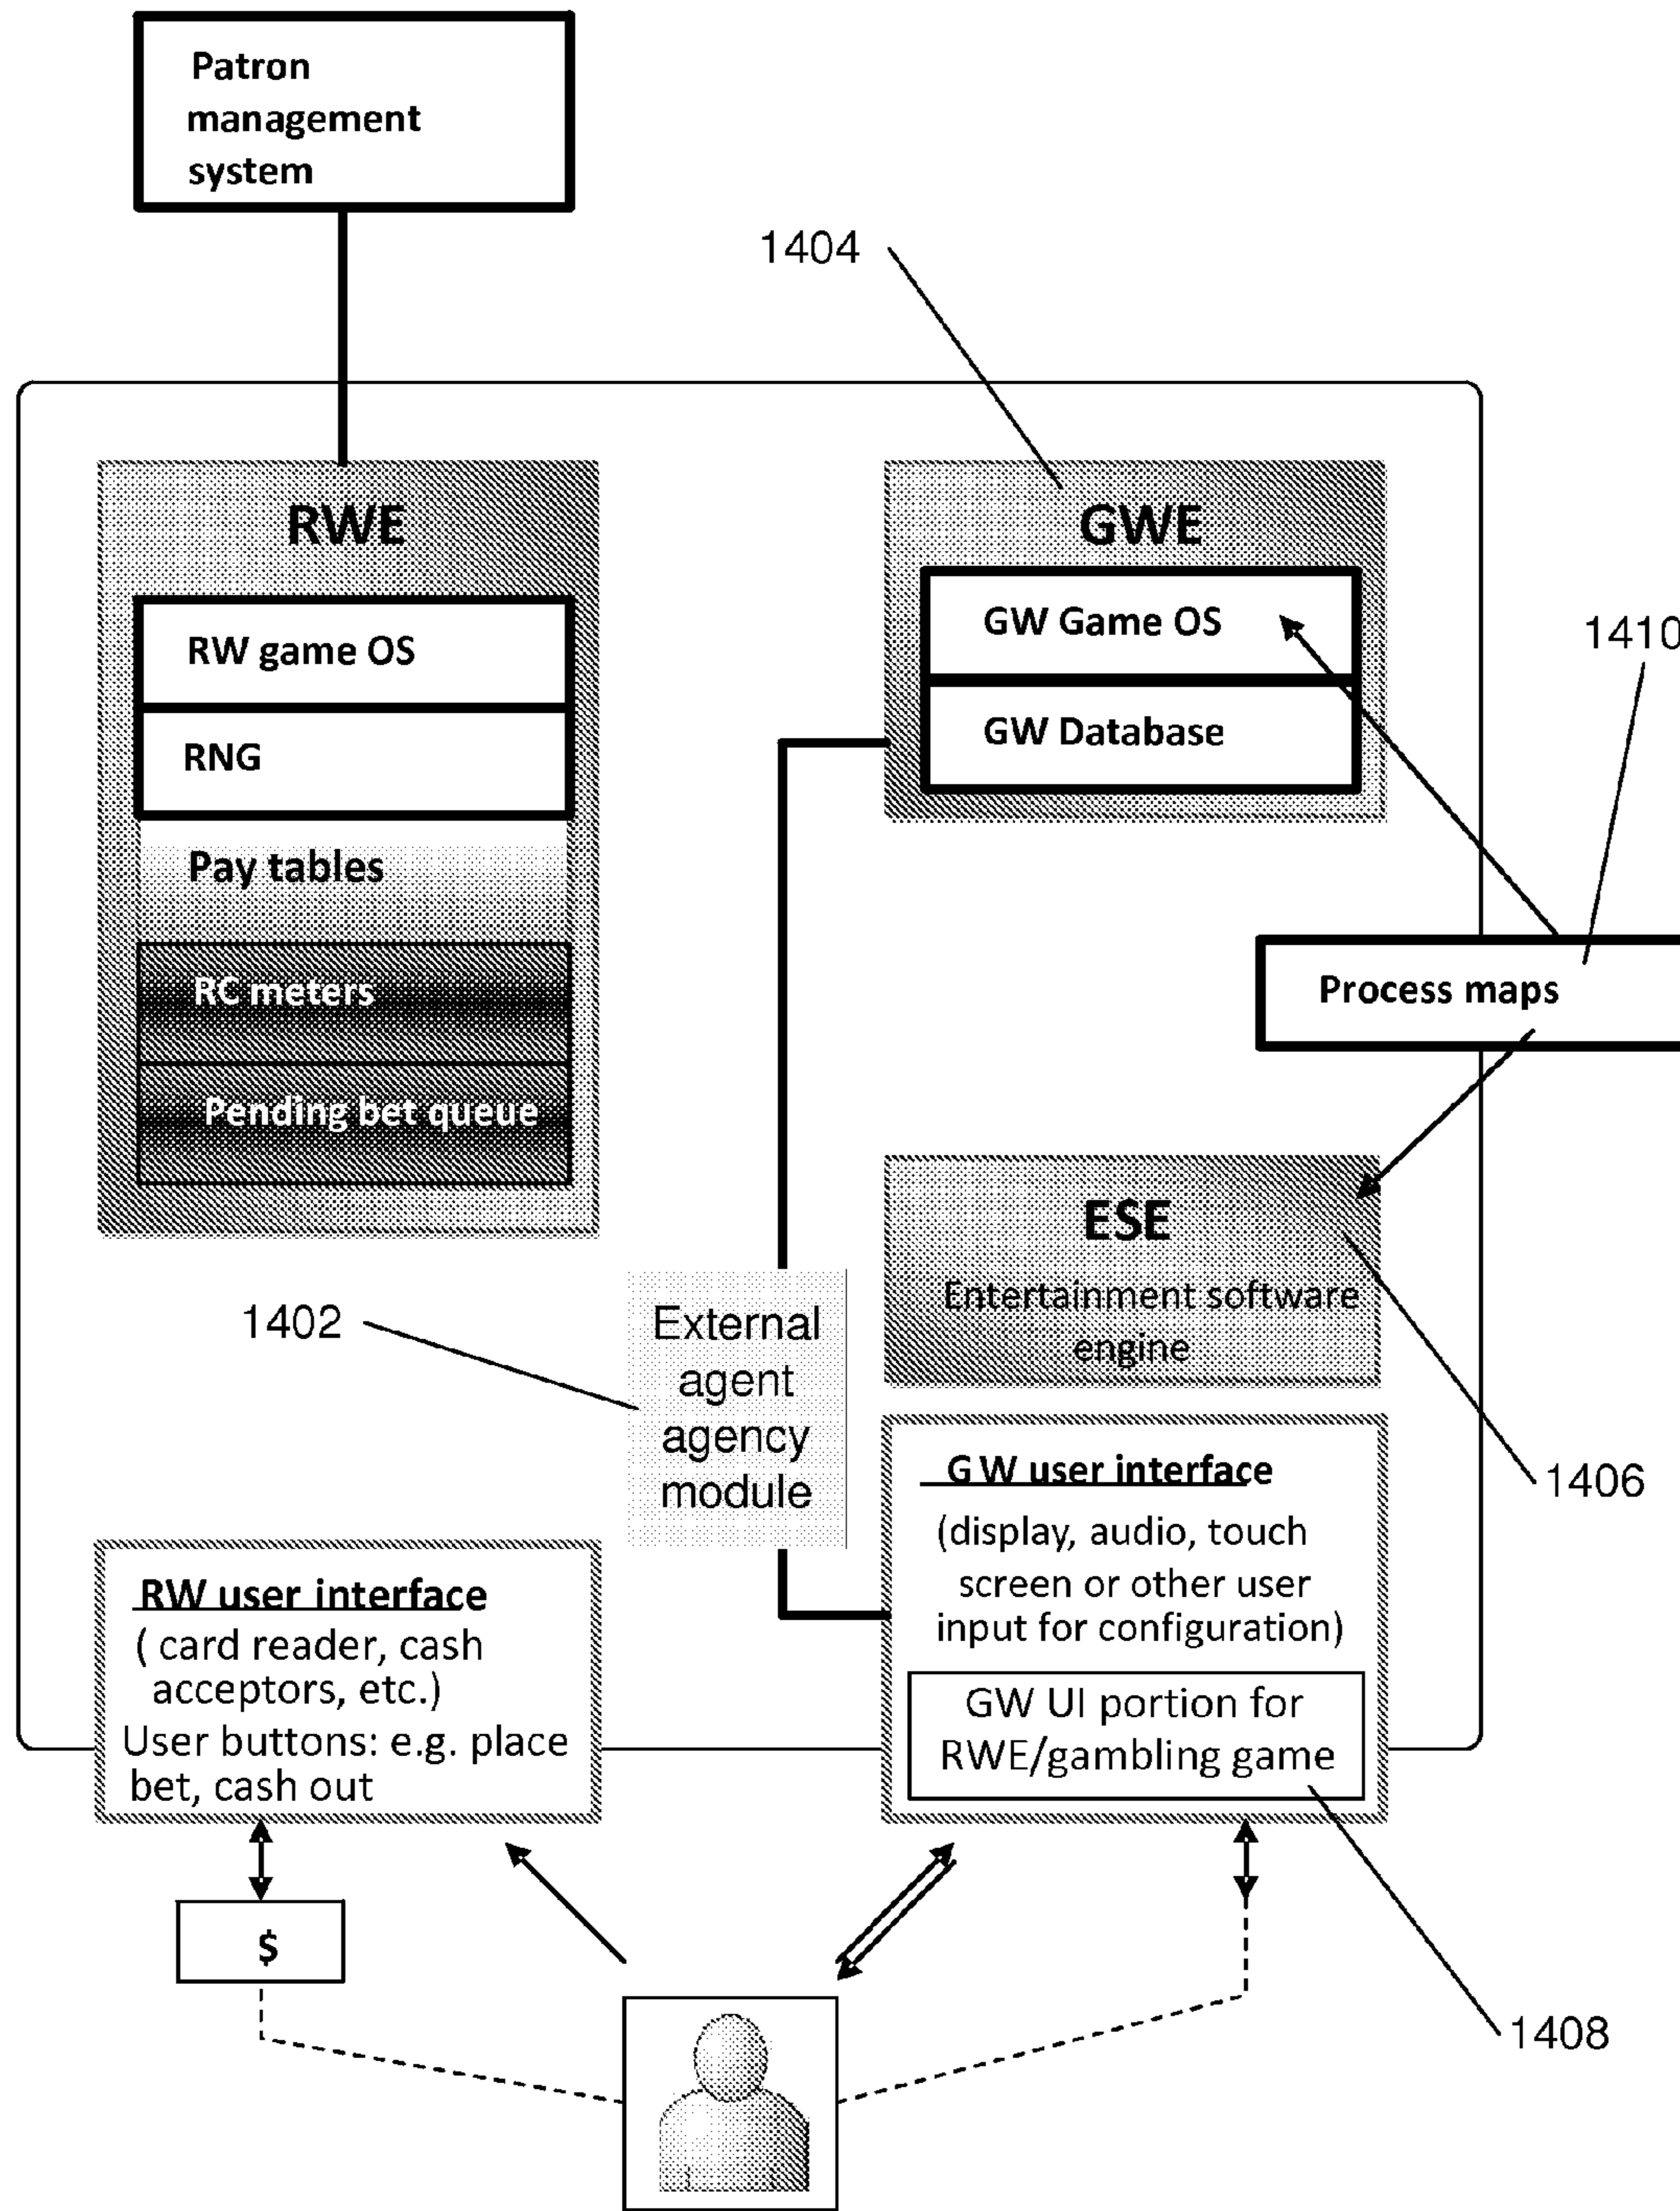 Patron
management
system
1404
RWE
RW game OS
RNG
Pay tables
RC meters
Pending bet queue
GWE
GW Game OS
GW Database
1410
Process maps
ESE
Entertainment software
engine
1402
External
agent
agency
module
1406
GW user interface
(display, audio, touch
screen or other user
input for configuration)
GW UI portion for
RWE/gambling game
RW user interface
( card reader, cash
acceptors, etc.)
User buttons: e.g. place
bet, cash out
$
1408